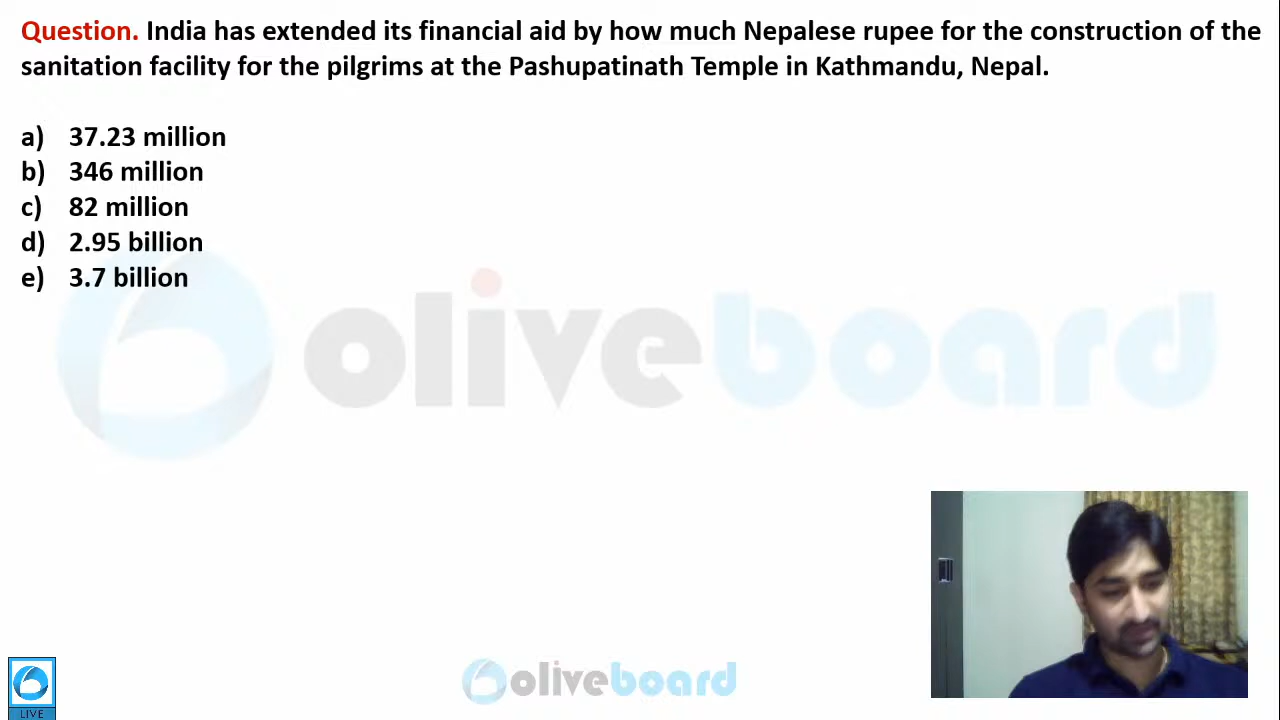 Question. India has extended its financial aid by how much Nepalese rupee for the construction of the
sanitation facility for the pilgrims at the Pashupatinath Temple in Kathmandu, Nepal.
a) 37.23 million
b) 346 million
c) 82 million
d) 2.95 billion
e) 3.7 billion
oliveboard
oliveboard
LIVE